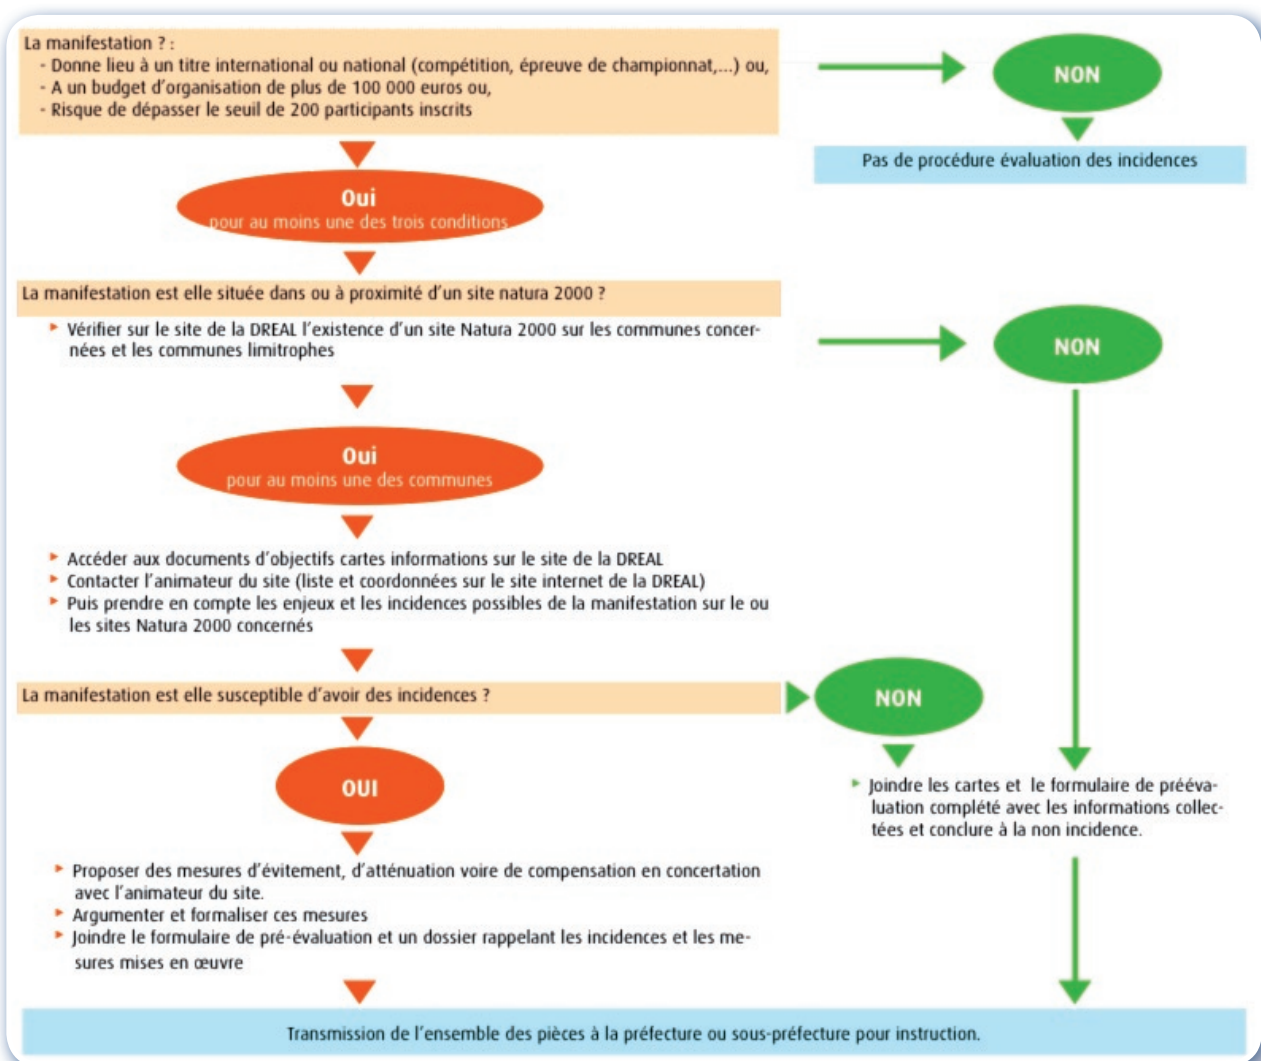 La manifestation ? :
- Donne lieu à un titre international ou national (compétition, épreuve de championnat,...) ou,
- A un budget d'organisation de plus de 100 000 euros ou,
- Risque de dépasser le seuil de 200 participants inscrits
NON
Pas de procédure évaluation des incidences
Oui
pour au moins une des trois conditions
La manifestation est elle située dans ou à proximité d'un site natura 2000 ?
Vérifier sur le site de la DREAL l'existence d'un site Natura 2000 sur les communes concer-
nées et les communes limitrophes
NON
Oui
pour au moins une des communes
Accéder aux documents d'objectifs cartes informations sur le site de la DREAL
Contacter l'animateur du site (liste et coordonnées sur le site internet de la DREAL)
Puis prendre en compte les enjeux et les incidences possibles de la manifestation sur le ou
les sites Natura 2000 concernés
La manifestation est elle susceptible d'avoir des incidences ?
NON
OUI
Joindre les cartes et le formulaire de prééva-
luation complété avec les informations collec-
tées et conclure à la non incidence.
Proposer des mesures d'évitement, d'atténuation voire de compensation en concertation
avec l'animateur du site.
Argumenter et formaliser ces mesures
Joindre le formulaire de pré-évaluation et un dossier rappelant les incidences et les me-
sures mises en œuvre
Transmission de l'ensemble des pièces à la préfecture ou sous-préfecture pour instruction.